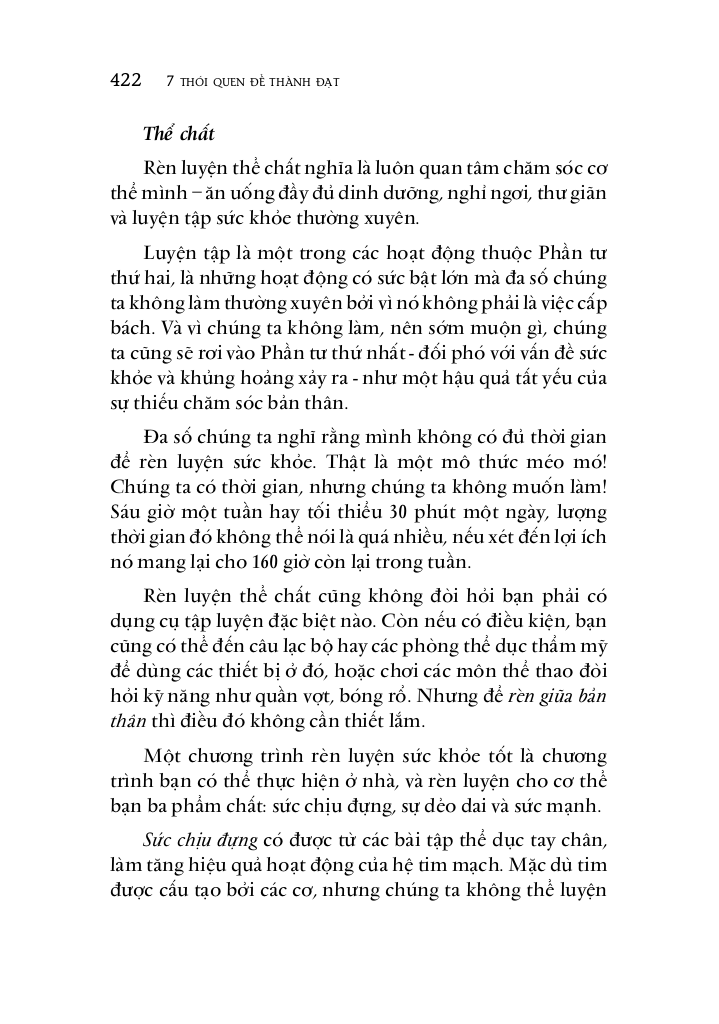 422 7 THÓI QUEN ĐỂ THÀNH ĐẠT
Thể chất
Rèn luyện thể chất nghĩa là luôn quan tâm chăm sóc cơ
thể mình – ăn uống đầy đủ dinh dưỡng, nghỉ ngơi, thư giãn
và luyện tập sức khỏe thường xuyên.
Luyện tập là một trong các hoạt động thuộc Phần tư
thứ hai, là những hoạt động có sức bật lớn mà đa số chúng
ta không làm thường xuyên bởi vì nó không phải là việc cấp
bách. Và vì chúng ta không làm, nên sớm muộn gì, chúng
ta cũng sẽ rơi vào Phần tư thứ nhất - đối phó với vấn đề sức
khỏe và khủng hoảng xảy ra - như một hậu quả tất yếu của
sự thiếu chăm sóc bản thân.
Đa số chúng ta nghĩ rằng mình không có đủ thời gian
để rèn luyện sức khỏe. Thật là một mô thức méo mó!
Chúng ta có thời gian, nhưng chúng ta không muốn làm!
Sáu giờ một tuần hay tối thiểu 30 phút một ngày, lượng
thời gian đó không thể nói là quá nhiều, nếu xét đến lợi ích
nó mang lại cho 160 giờ còn lại trong tuần.
Rèn luyện thể chất cũng không đòi hỏi bạn phải có
dụng cụ tập luyện đặc biệt nào. Còn nếu có điều kiện, bạn
cũng có thể đến câu lạc bộ hay các phòng thể dục thẩm mỹ
để dùng các thiết bị ở đó, hoặc chơi các môn thể thao đòi
hỏi kỹ năng như quần vợt, bóng rổ. Nhưng để rèn giũa bản
thân thì điều đó không cần thiết lắm.
Một chương trình rèn luyện sức khỏe tốt là chương
trình bạn có thể thực hiện ở nhà, và rèn luyện cho cơ thể
bạn ba phẩm chất: sức chịu đựng, sự dẻo dai và sức mạnh.
Sức chịu đựng có được từ các bài tập thể dục tay chân,
làm tăng hiệu quả hoạt động của hệ tim mạch. Mặc dù tim
được cấu tạo bởi các cơ, nhưng chúng ta không thể luyện